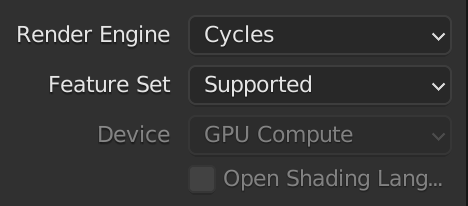 Render Engine Cycles
Feature Set Supported
Device GPU Compute
Open Shading Lang...